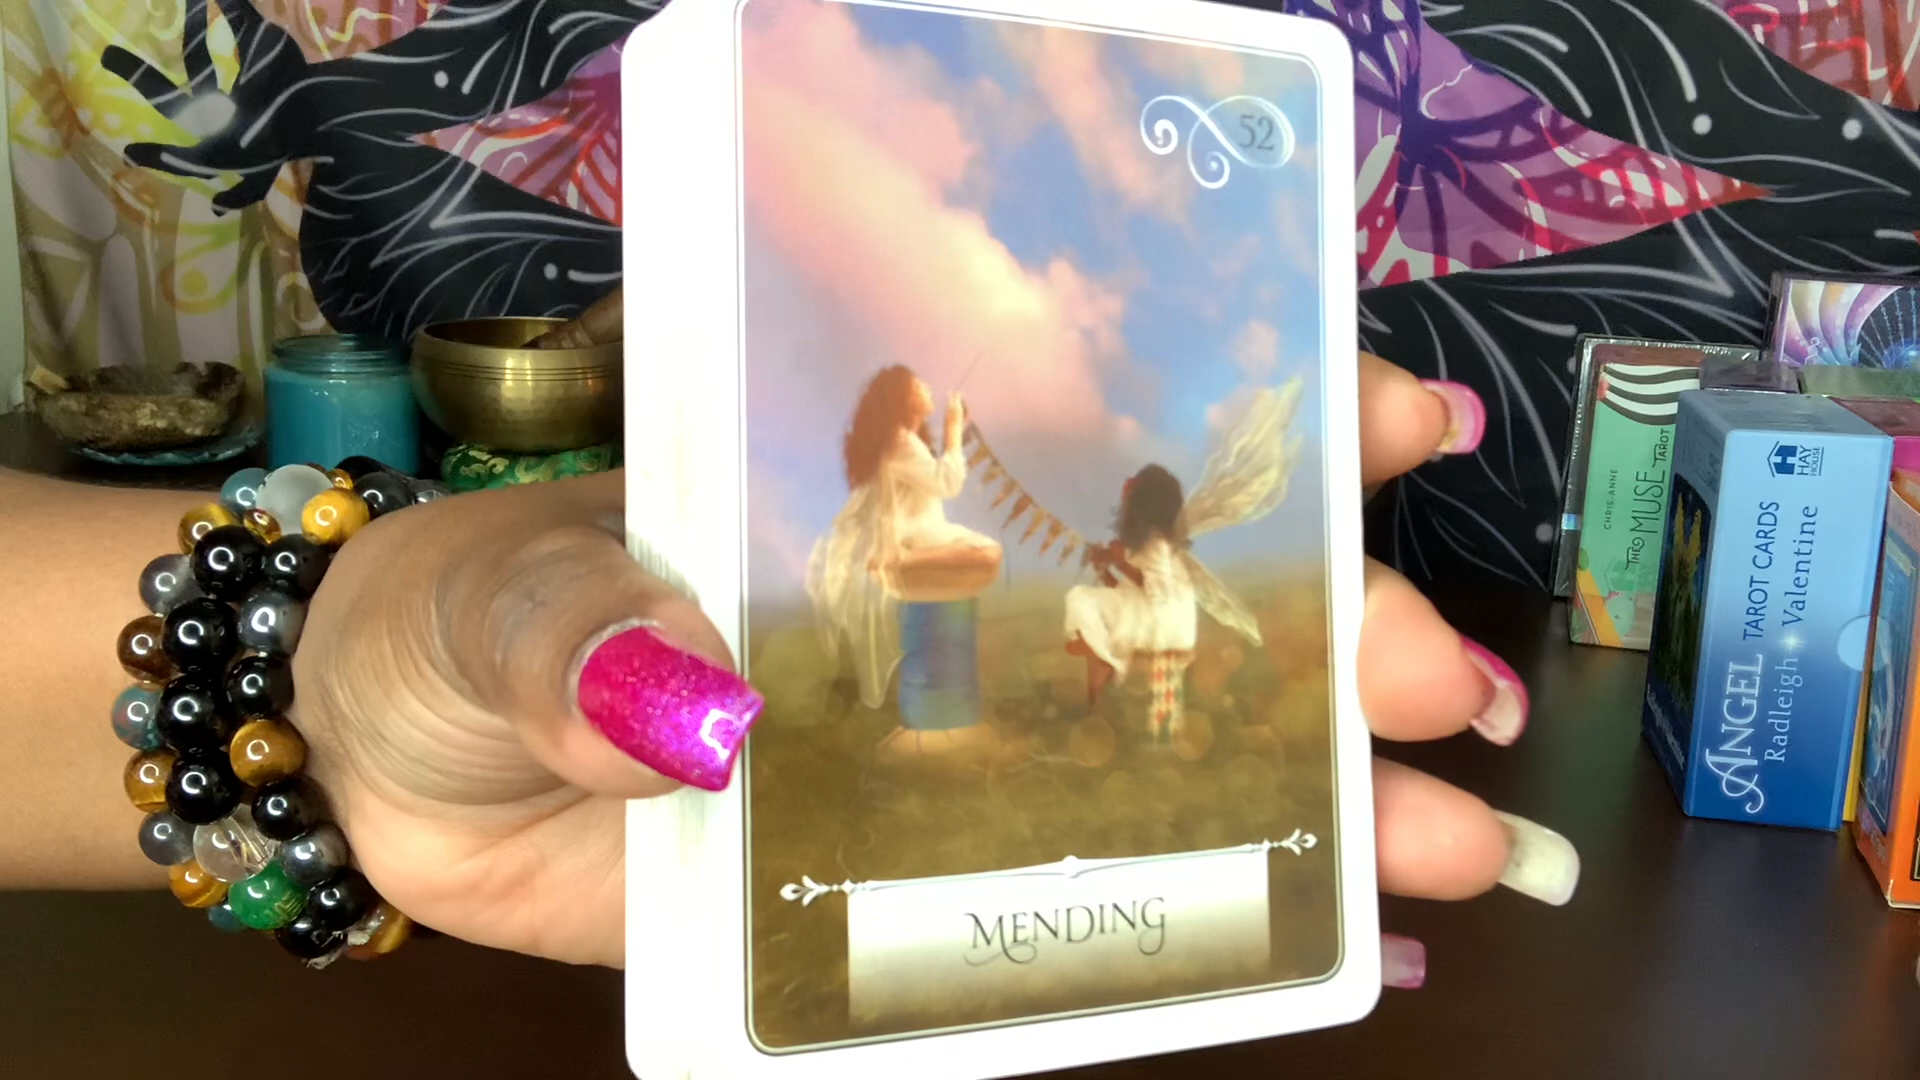 52
MENDING
CHRIS-ANNE
THE MUSE TAROT
HAY
HOUSE
ANGEL TAROT CARDS
Radleigh Valentine